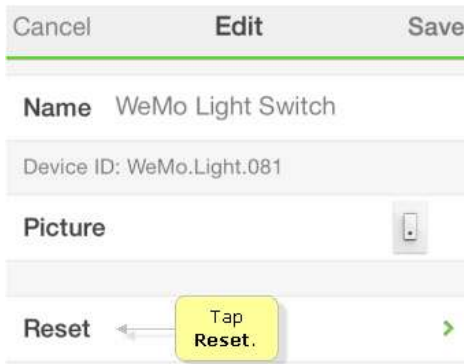 Cancel Edit Save
Name WeMo Light Switch
Device ID: WeMo.Light.081
Picture
Reset
Tap
Reset.